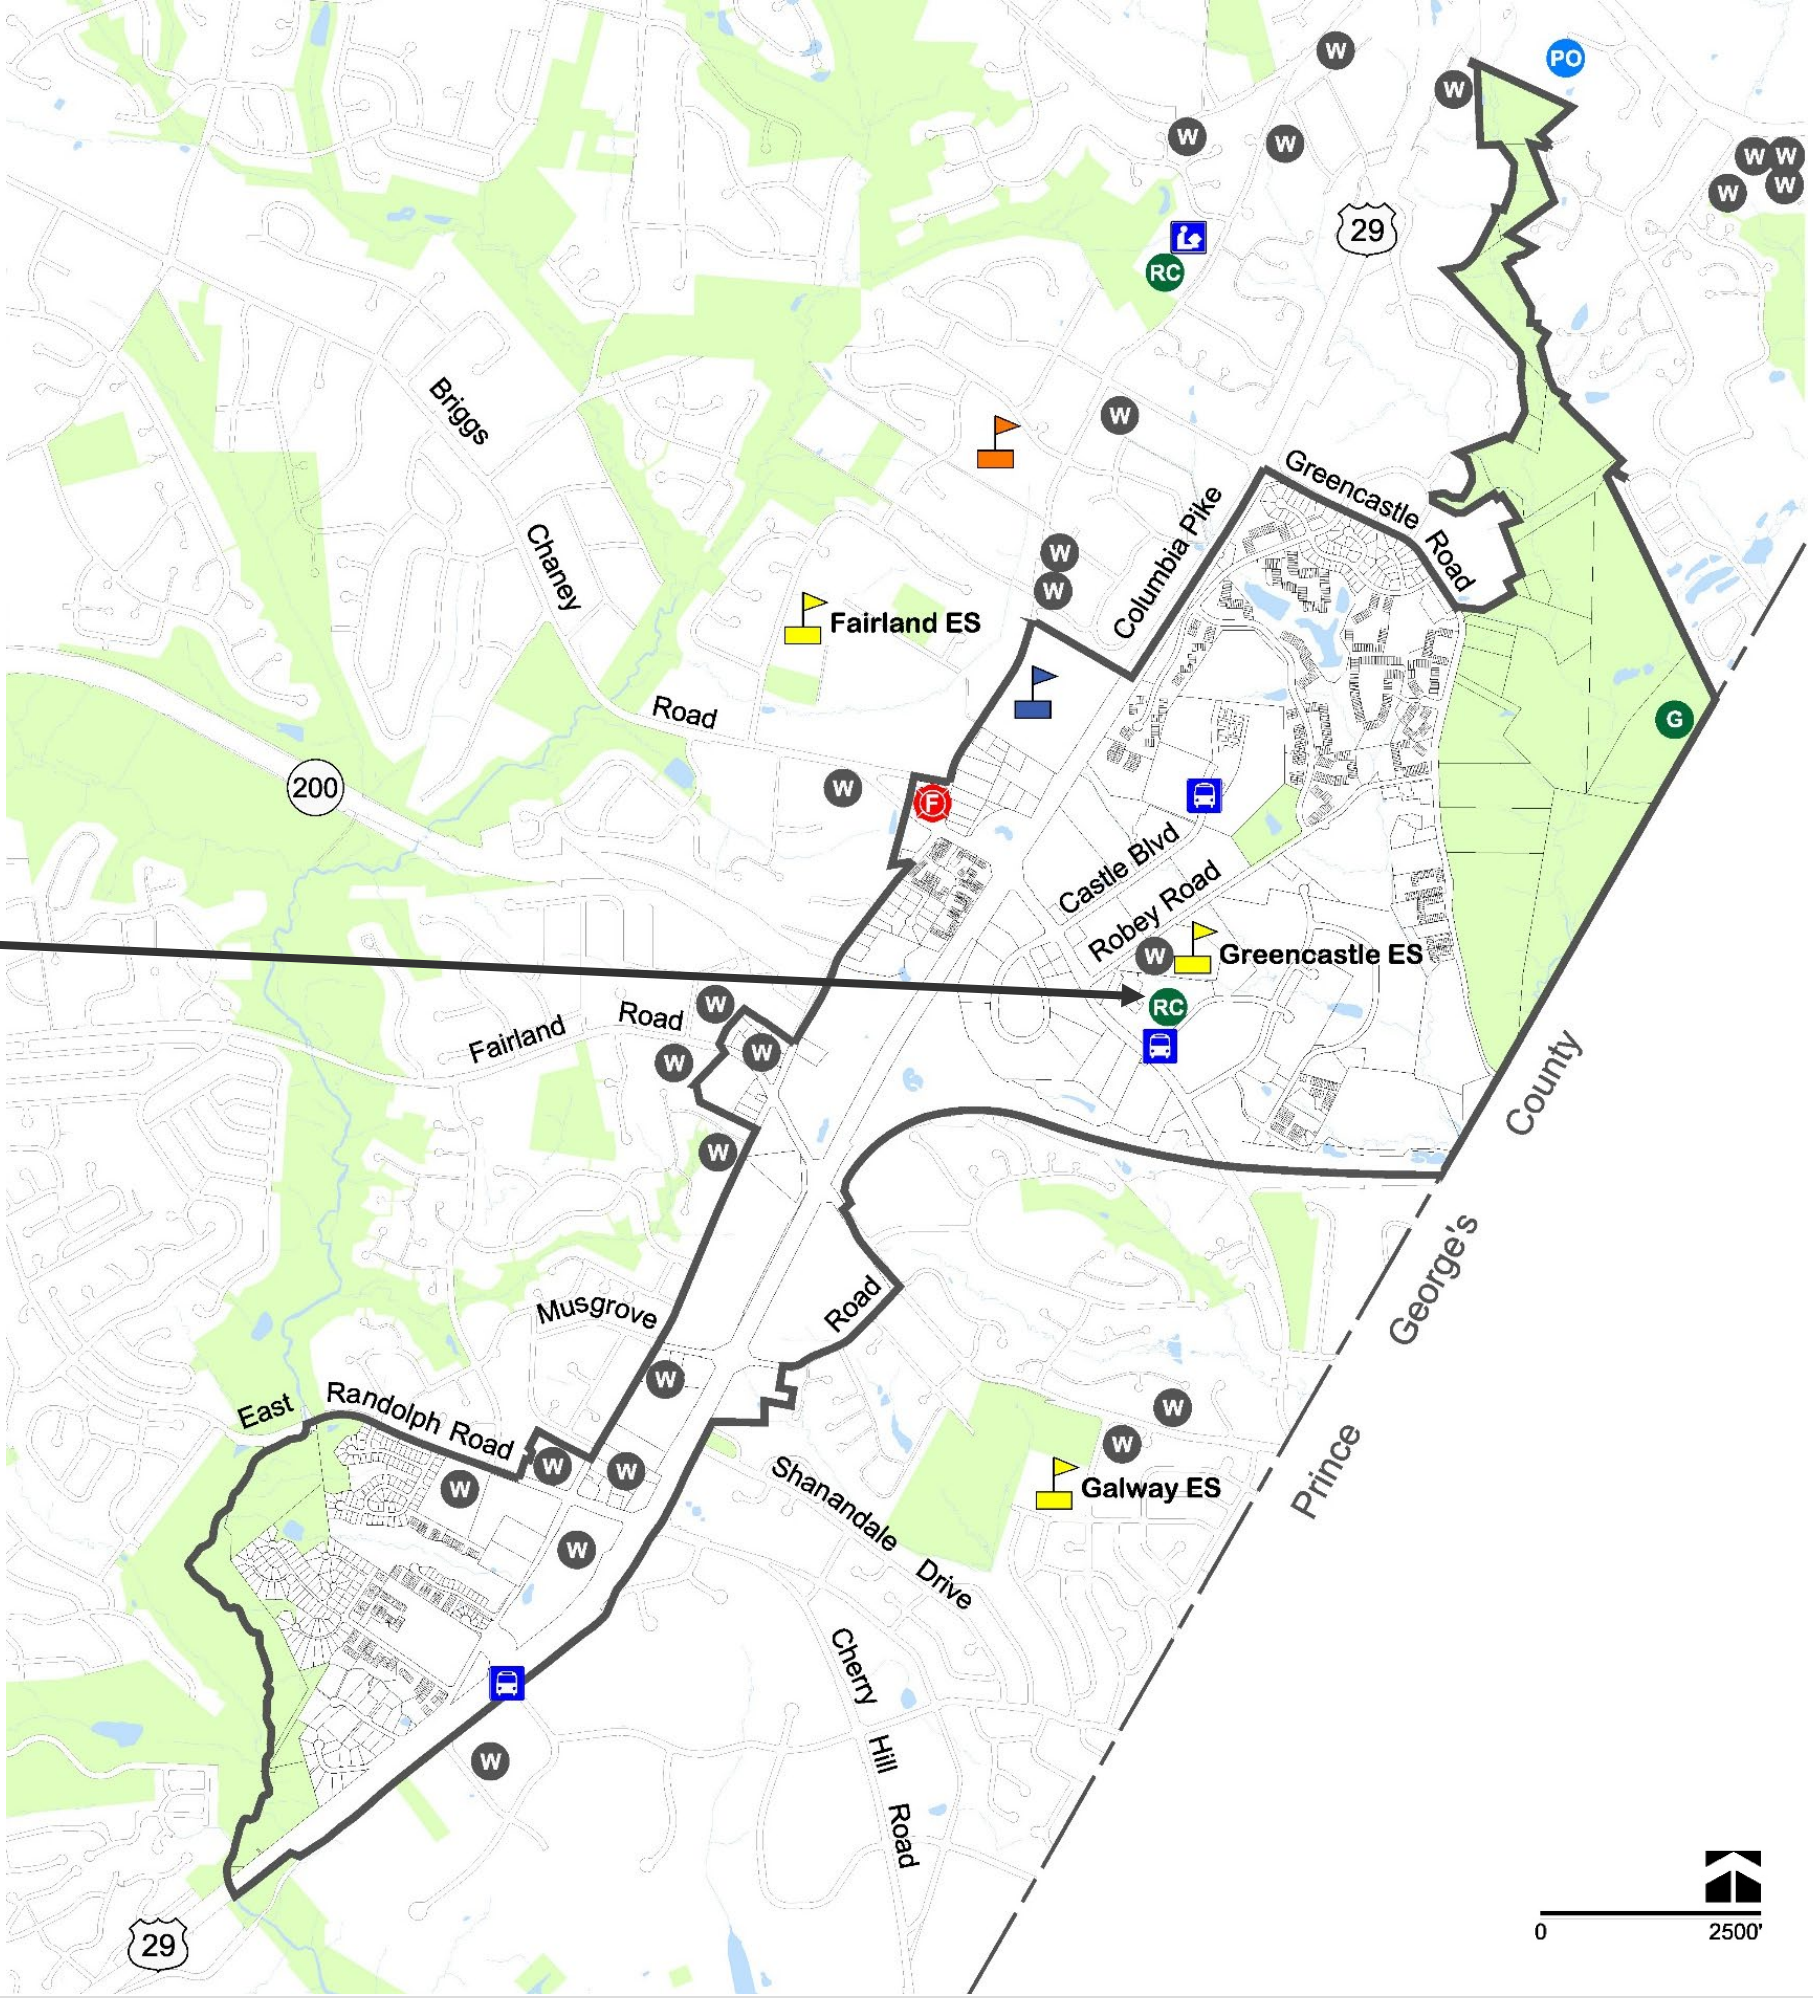 W
PO
W
W
W
W
W
W
W
29
RC
Briggs
W
Greencastle
Road
Columbia Pike
Chaney
W
W
Fairland ES
Road
G
200
W
F
Castle Blvd
Robey Road
W
Greencastle ES
RC
W
Road
Fairland
W
W
W
County
George's
Prince
Musgrove
Road
W
East
Randolph Road
W
W
W
W
W
W
Galway ES
Shanandale
Drive
W
Cherry
Hill
Road
W
29
0
2500'